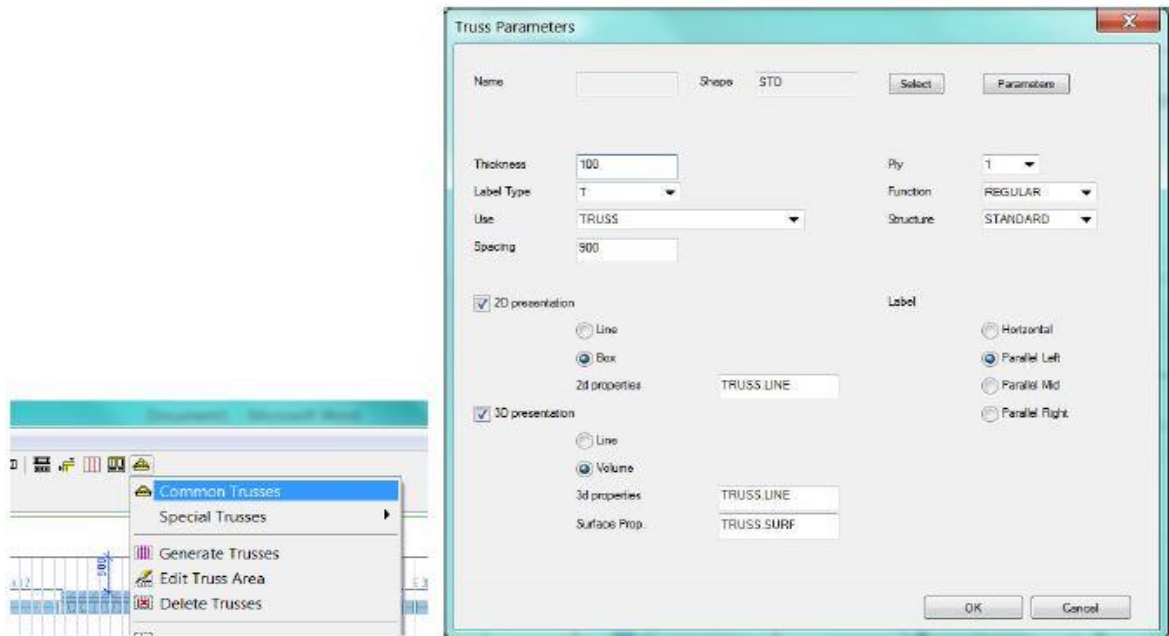 Truss Parameters
Name
Shape STD
Select
Parameters
Thickness 100
Ply 1
Label Type T
Function REGULAR
Use TRUSS
Structure STANDARD
Spacing 900
2D presentation
Label
Line
Horizontal
Box
Parallel Left
2d properties TRUSS.LINE
Parallel Mid
3D presentation
Parallel Right
Line
Volume
3d properties TRUSS.LINE
Surface Prop. TRUSS.SURF
OK
Cancel
Document1 - Microsoft Word
Common Trusses
Special Trusses
Generate Trusses
Edit Truss Area
Delete Trusses